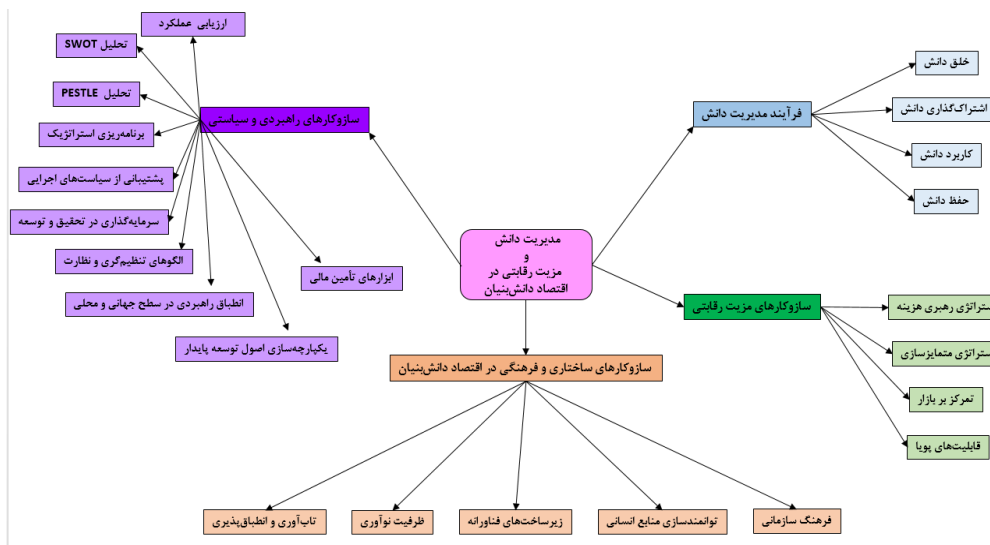 ارزیابی عملکرد
تحلیل SWOT
تحلیل PESTLE
برنامه‌ریزی استراتژیک
پشتیبانی از سیاست‌های اجرایی
سرمایه‌گذاری در تحقیق و توسعه
الگوهای تنظیم‌گری و نظارت
انطباق راهبردی در سطح جهانی و محلی
یکپارچه‌سازی اصول توسعه پایدار
ابزارهای تأمین مالی
سازوکارهای راهبردی و سیاستی
فرآیند مدیریت دانش
خلق دانش
اشتراک‌گذاری دانش
کاربرد دانش
حفظ دانش
مدیریت دانش
و
مزیت رقابتی در
اقتصاد دانش‌بنیان
سازوکارهای مزیت رقابتی
ستراتژی رهبری هزینه
ستراتژی متمایزسازی
تمرکز بر بازار
قابلیت‌های پویا
سازوکارهای ساختاری و فرهنگی در اقتصاد دانش‌بنیان
فرهنگ سازمانی
توانمندسازی منابع انسانی
زیرساخت‌های فناورانه
ظرفیت نوآوری
تاب‌آوری و انطباق‌پذیری